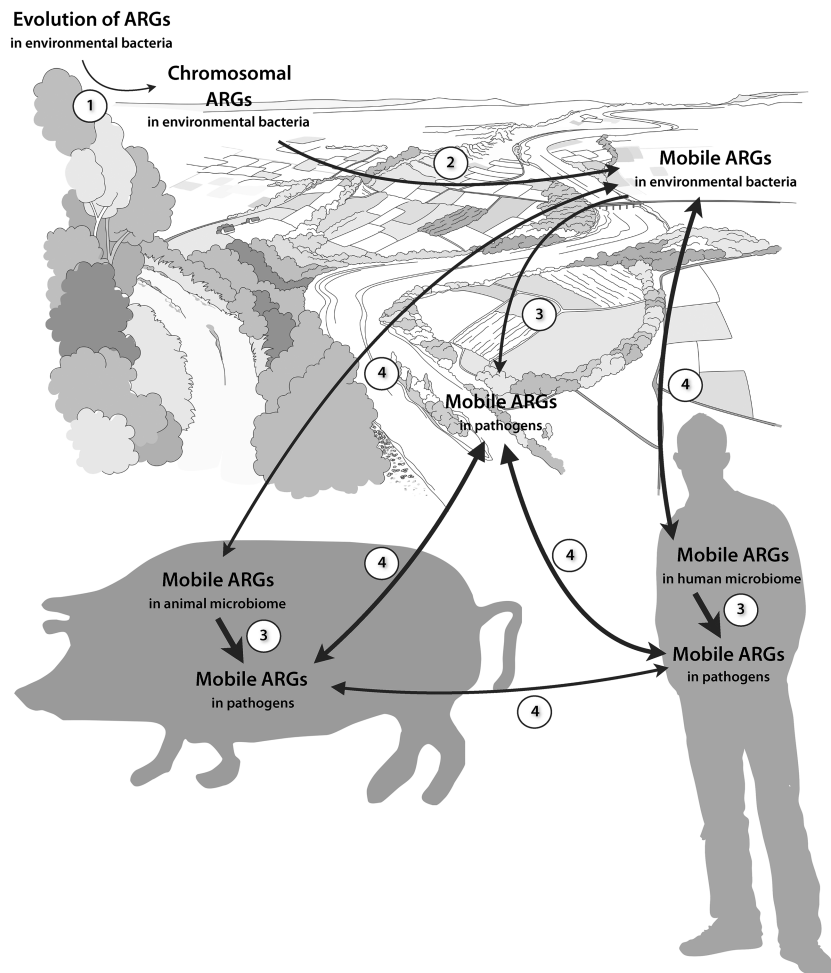 Evolution of ARGs
in environmental bacteria
1
Chromosomal
ARGs
in environmental bacteria
2
Mobile ARGs
in environmental bacteria
3
4
4
Mobile ARGs
in pathogens
4
4
Mobile ARGs
in animal microbiome
3
Mobile ARGs
in pathogens
Mobile ARGs
in human microbiome
3
Mobile ARGs
in pathogens
4